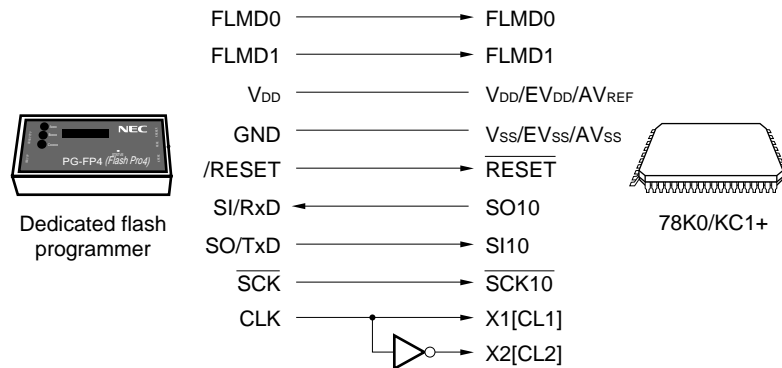 FLMD0 FLMD0
FLMD1 FLMD1
VDD VDD/EVDD/AVREF
GND VSS/EVSS/AVSS
/RESET RESET
SI/RxD SO10
SO/TxD SI10
SCK SCK10
CLK X1[CL1]
X2[CL2]
NEC
PG-FP4 (Flash Pro4)
Dedicated flash
programmer
78K0/KC1+